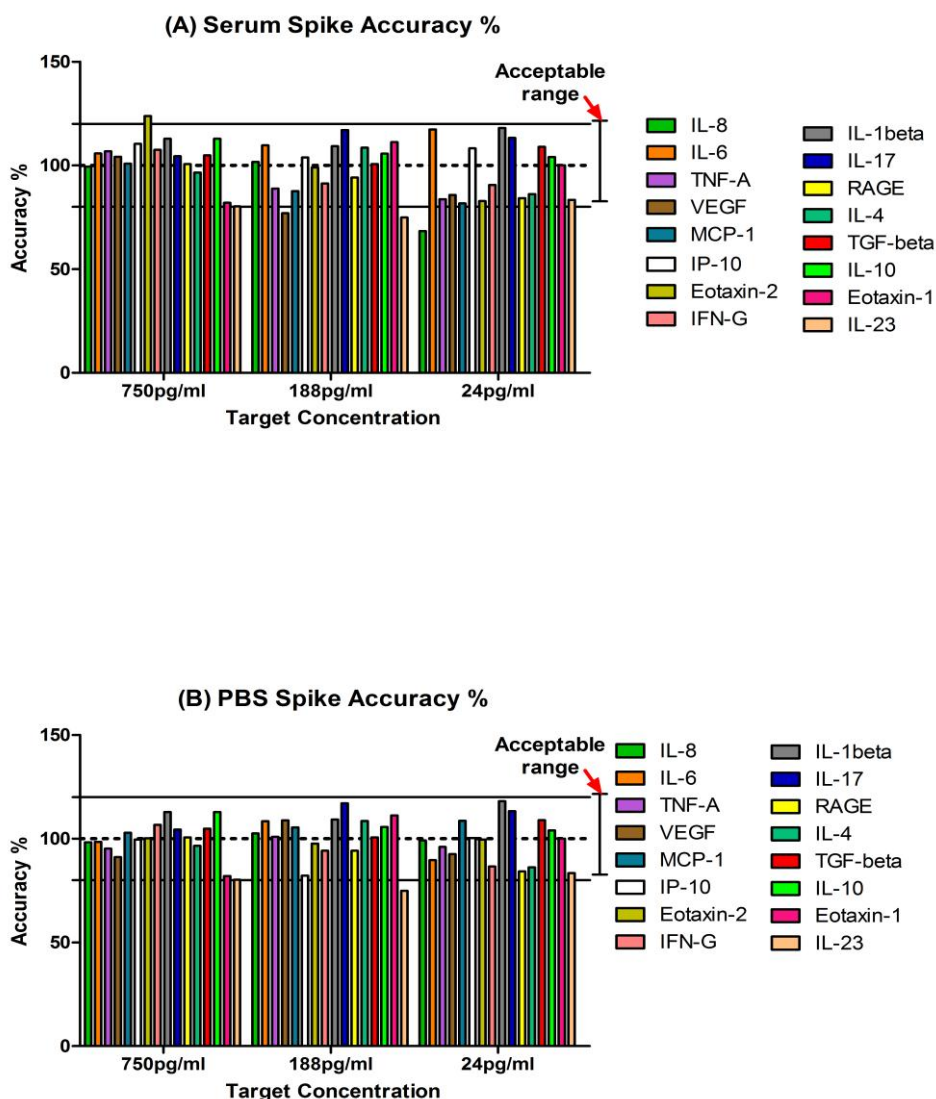 (A) Serum Spike Accuracy %
150
100
50
0
Accuracy %
750pg/ml 188pg/ml 24pg/ml
Target Concentration
Acceptable
range
IL-8
IL-6
TNF-A
VEGF
MCP-1
IP-10
Eotaxin-2
IFN-G
IL-1beta
IL-17
RAGE
IL-4
TGF-beta
IL-10
Eotaxin-1
IL-23
(B) PBS Spike Accuracy %
150
100
50
0
Accuracy %
750pg/ml 188pg/ml 24pg/ml
Target Concentration
Acceptable
range
IL-8
IL-6
TNF-A
VEGF
MCP-1
IP-10
Eotaxin-2
IFN-G
IL-1beta
IL-17
RAGE
IL-4
TGF-beta
IL-10
Eotaxin-1
IL-23